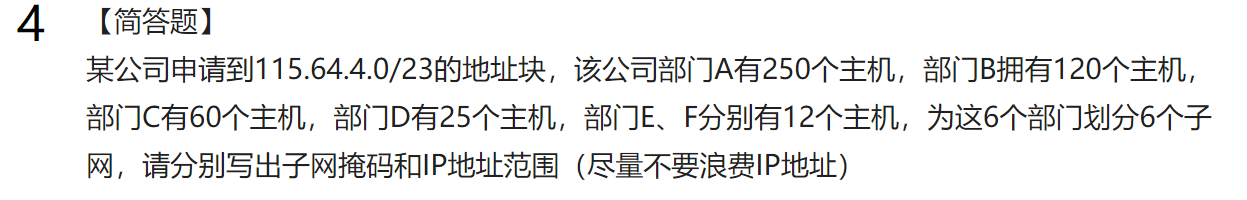 4 【简答题】
某公司申请到115.64.4.0/23的地址块，该公司部门A有250个主机，部门B拥有120个主机，
部门C有60个主机，部门D有25个主机，部门E、F分别有12个主机，为这6个部门划分6个子
网，请分别写出子网掩码和IP地址范围（尽量不要浪费IP地址）